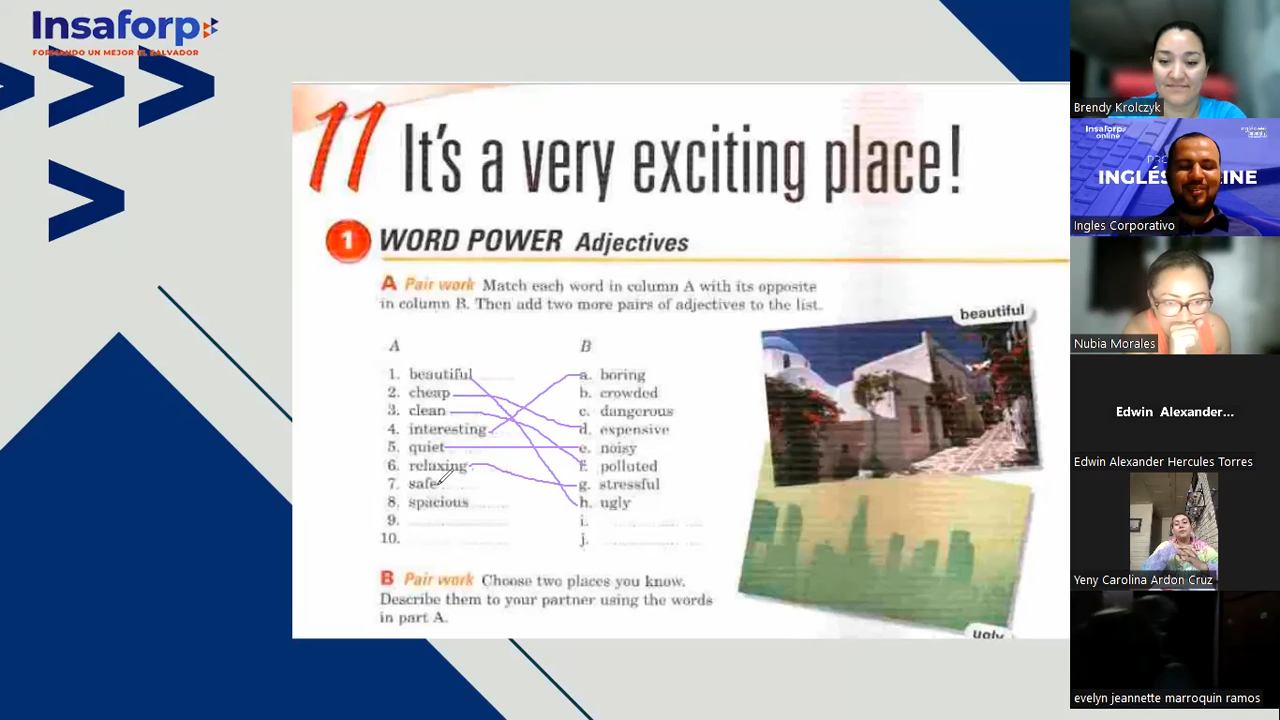 Insaforp
FORMANDO UN MEJOR EL SALVADOR
11 It's a very exciting place!
1 WORD POWER Adjectives
A Pair work Match each word in column A with its opposite
in column B. Then add two more pairs of adjectives to the list.
A
1. beautiful
2. cheap
3. clean
4. interesting
5. quiet
6. relaxing
7. safe
8. spacious
9.
10.
B
a. boring
b. crowded
c. dangerous
d. expensive
e. noisy
f. polluted
g. stressful
h. ugly
i.
j.
beautiful
ugly
B Pair work Choose two places you know.
Describe them to your partner using the words
in part A.
Brendy Krolczyk
Insaforp
online
INGLÉS
LINE
Ingles Corporativo
Nubia Morales
Edwin Alexander...
Edwin Alexander Hercules Torres
Yeny Carolina Ardon Cruz
evelyn jeannette marroquin ramos